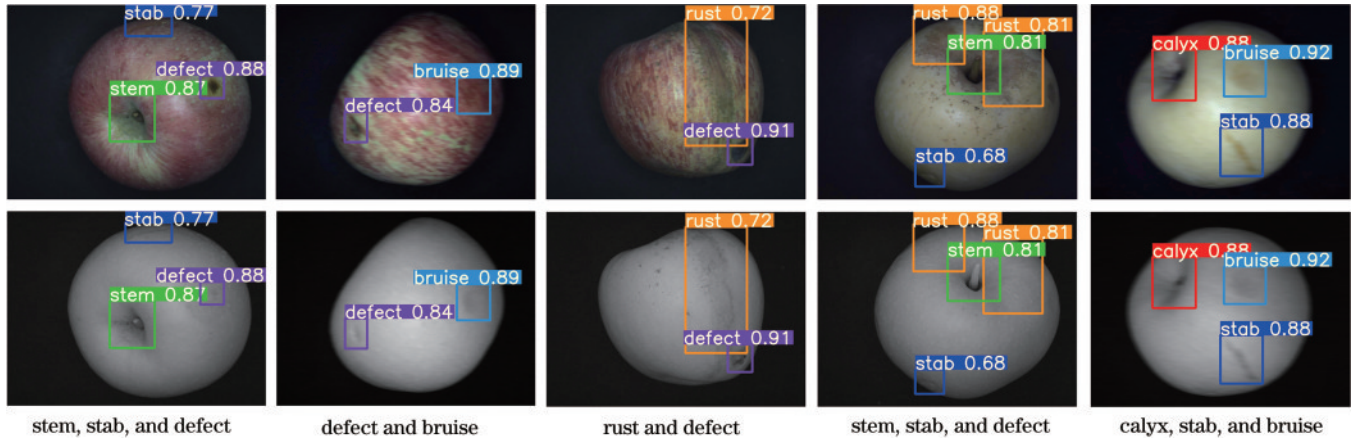 stab 0.77
defect 0.88
stem 0.87
bruise 0.89
defect 0.84
rust 0.72
defect 0.91
rust 0.88
rust 0.81
stem 0.81
stab 0.68
calyx 0.88
bruise 0.92
stab 0.88
stab 0.77
defect 0.88
stem 0.87
bruise 0.89
defect 0.84
rust 0.72
defect 0.91
rust 0.88
rust 0.81
stem 0.81
stab 0.68
calyx 0.88
bruise 0.92
stab 0.88
stem, stab, and defect
defect and bruise
rust and defect
stem, stab, and defect
calyx, stab, and bruise